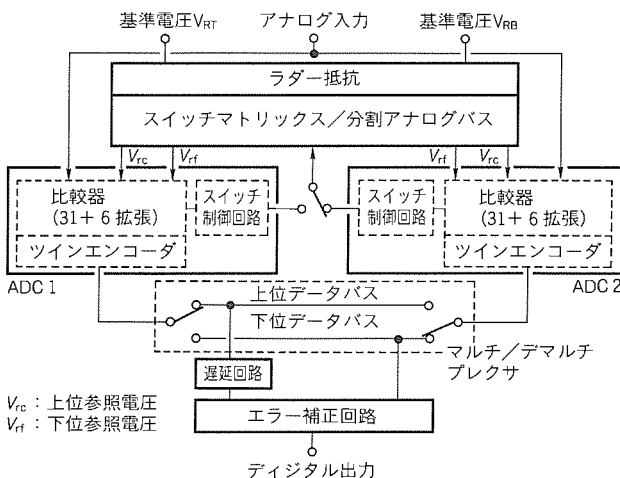 基準電圧VRT
アナログ入力
基準電圧VRB
ラダー抵抗
スイッチマトリックス／分割アナログバス
Vrc
Vrf
Vrf
Vrc
比較器
(31＋6 拡張)
スイッチ
制御回路
ツインエンコーダ
ADC 1
スイッチ
制御回路
比較器
(31＋6 拡張)
ツインエンコーダ
ADC 2
上位データバス
下位データバス
マルチ／デマルチ
プレクサ
遅延回路
Vrc：上位参照電圧
Vrf：下位参照電圧
エラー補正回路
ディジタル出力